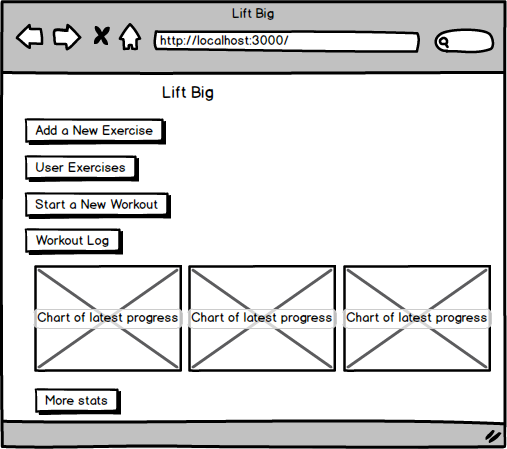 Lift Big
http://localhost:3000/
Lift Big
Add a New Exercise
User Exercises
Start a New Workout
Workout Log
Chart of latest progress Chart of latest progress Chart of latest progress
More stats